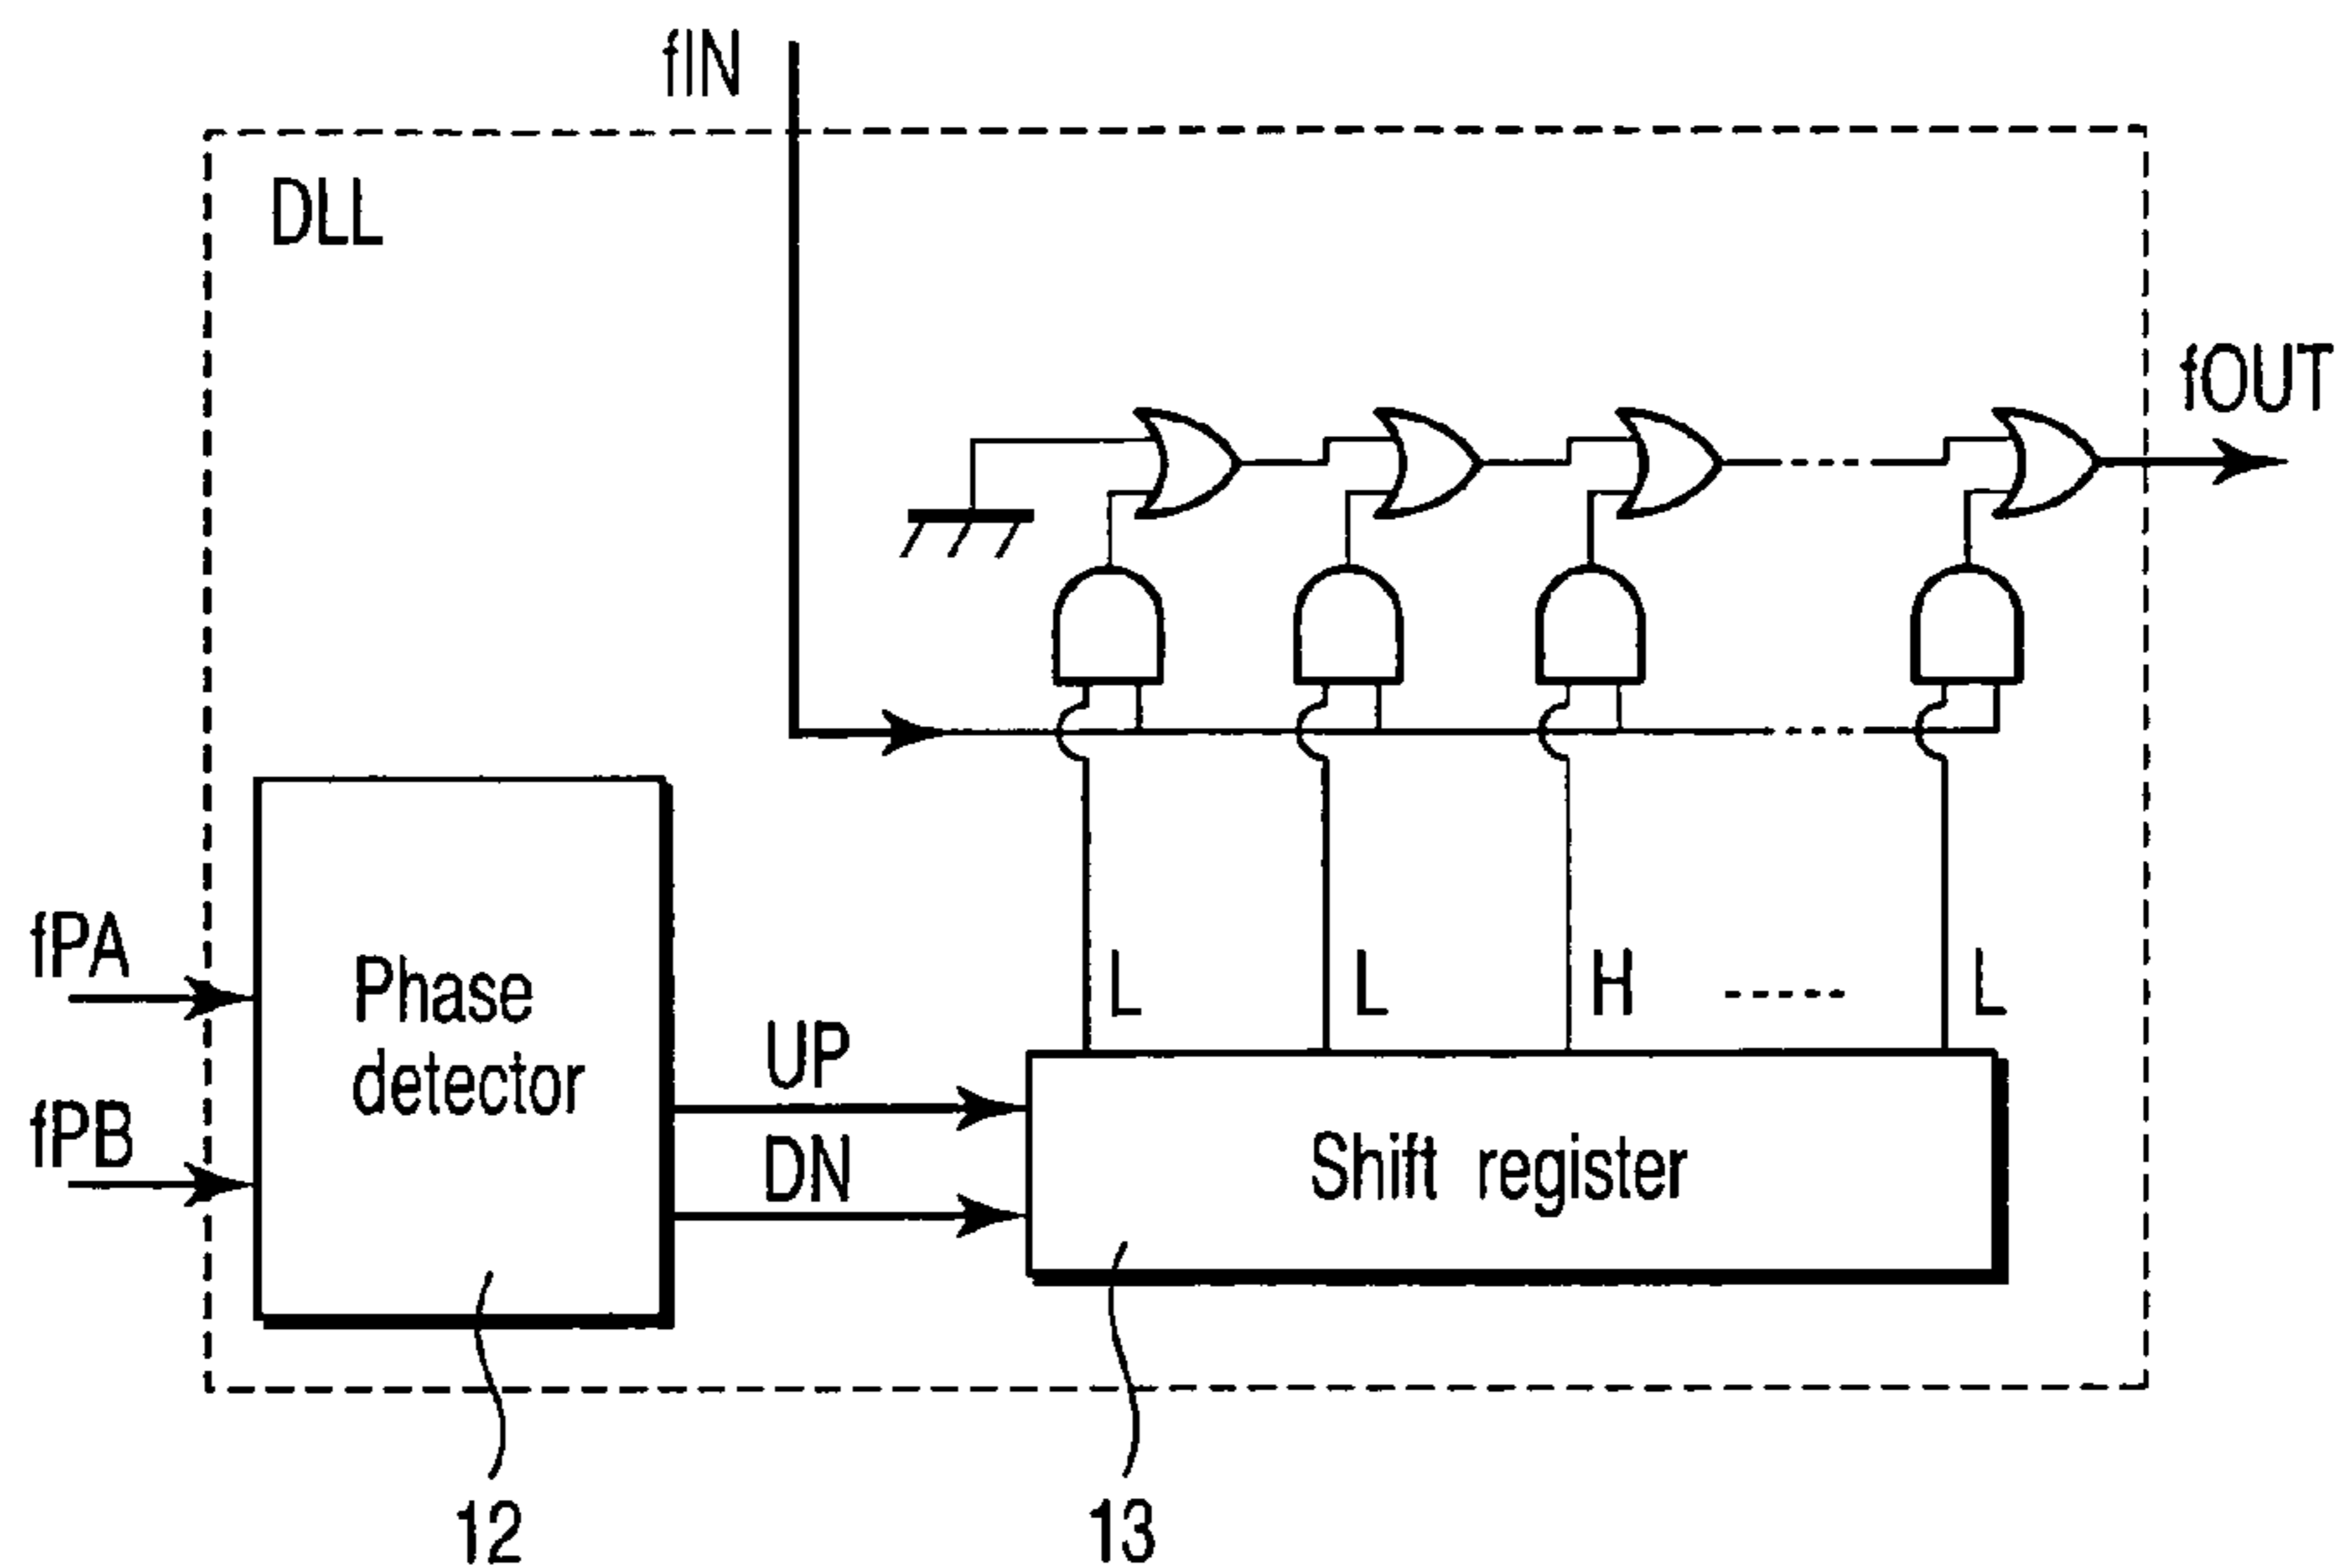 fIN
DLL
fOUT
fPA
fPB
Phase
detector
UP
DN
L
L
H
L
Shift register
12
13